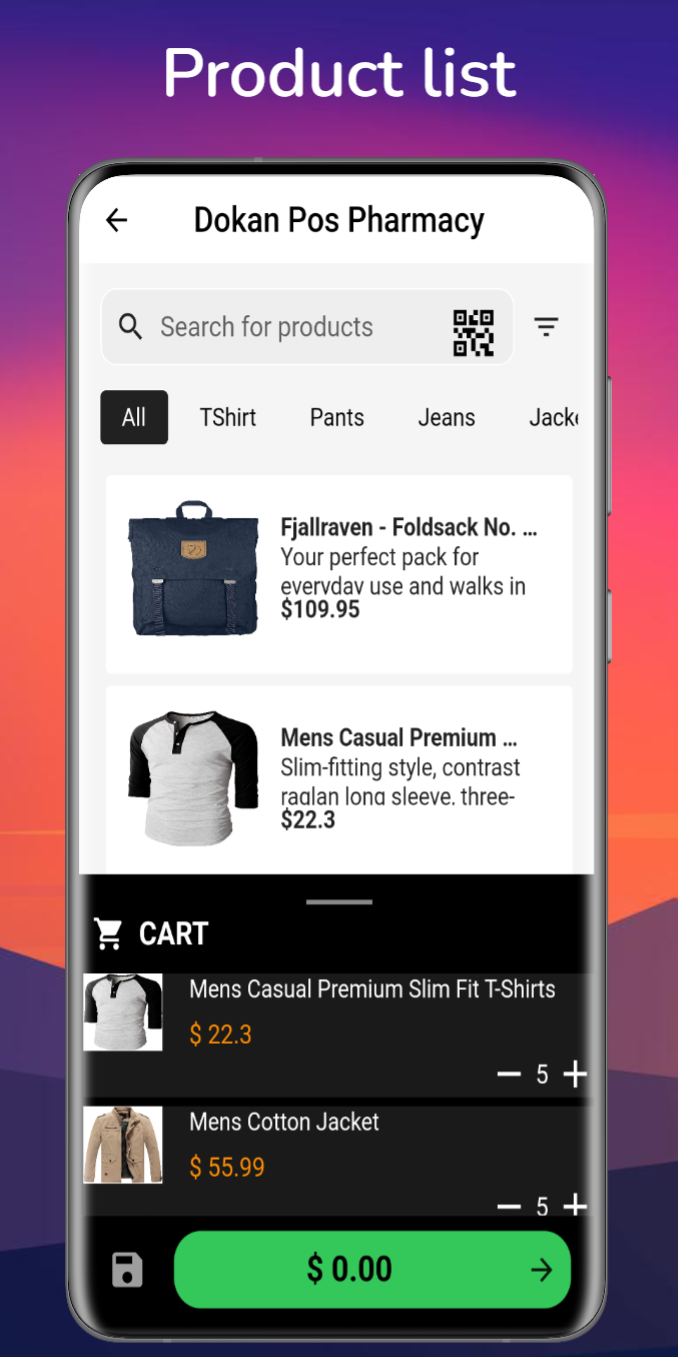 Product list
Dokan Pos Pharmacy
Search for products
All TShirt Pants Jeans Jacke
Fjallraven - Foldsack No. ...
Your perfect pack for
everyday use and walks in
$109.95
Mens Casual Premium ...
Slim-fitting style, contrast
raglan long sleeve, three-
$22.3
CART
Mens Casual Premium Slim Fit T-Shirts
$ 22.3
5
Mens Cotton Jacket
$ 55.99
5
$ 0.00